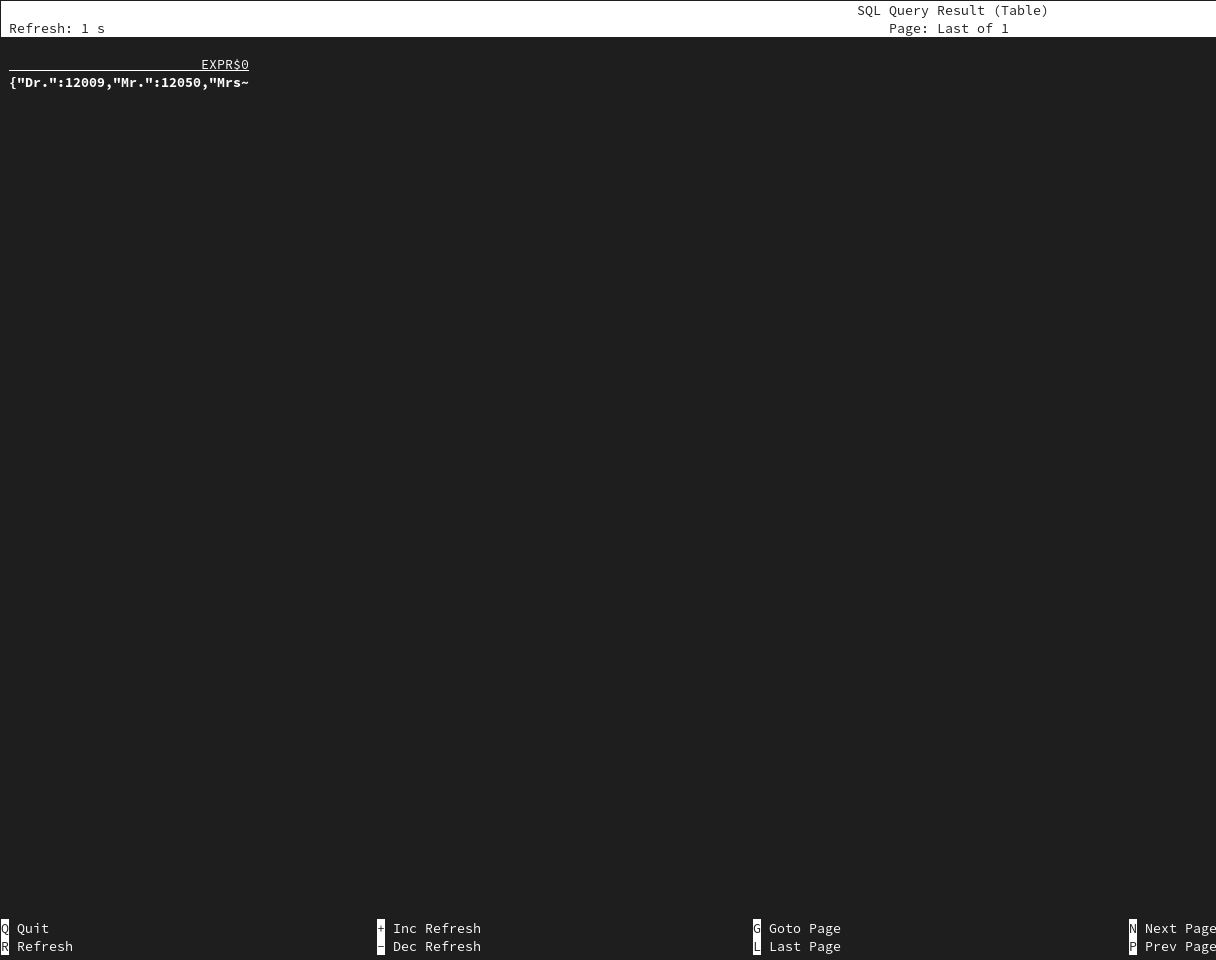 SQL Query Result (Table)
Refresh: 1 s Page: Last of 1
EXPR$0
{"Dr.":12009,"Mr.":12050,"Mrs~
Q Quit + Inc Refresh G Goto Page N Next Page
R Refresh - Dec Refresh L Last Page P Prev Page